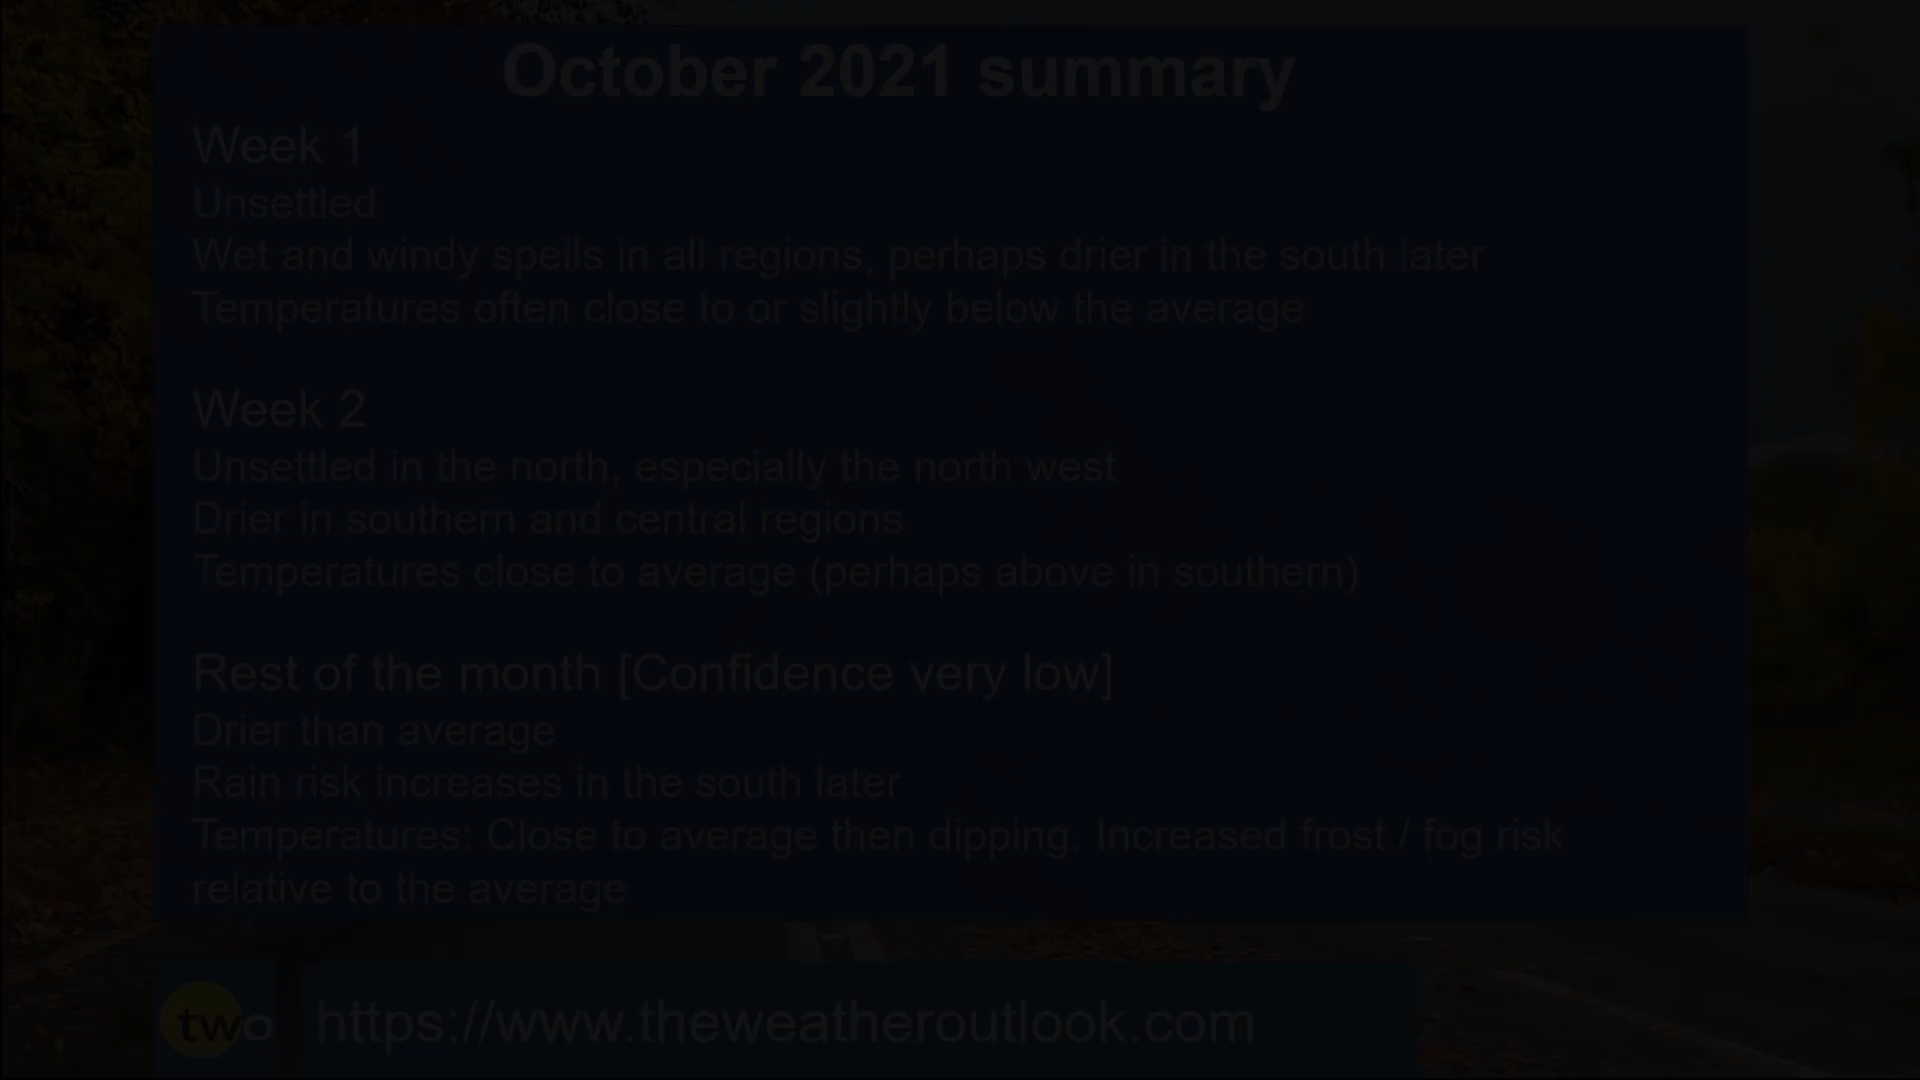 October 2021 summary
Week 1
Unsettled
Wet and windy spells in all regions, perhaps drier in the south later
Temperatures often close to or slightly below the average
Week 2
Unsettled in the north, especially the north west
Drier in southern and central regions
Temperatures close to average (perhaps above in southern)
Rest of the month [Confidence very low]
Drier than average
Rain risk increases in the south later
Temperatures: Close to average then dipping. Increased frost / fog risk
relative to the average
two https://www.theweatheroutlook.com